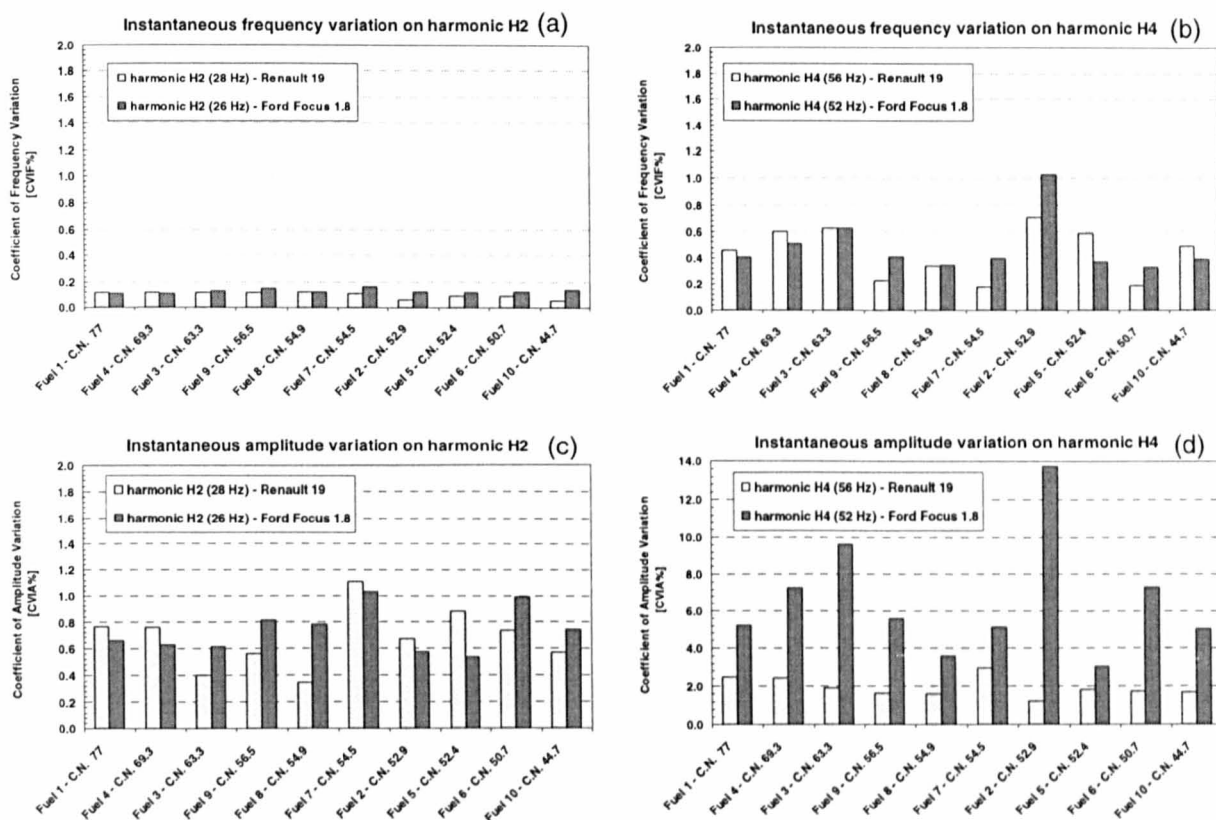 Instantaneous frequency variation on harmonic H2 (a)
Coefficient of Frequency Variation
[CVIF%]
2.0
1.8
1.6
1.4
1.2
1.0
0.8
0.6
0.4
0.2
0.0
harmonic H2 (28 Hz) - Renault 19
harmonic H2 (26 Hz) - Ford Focus 1.8
Fuel 1 - C.N. 77
Fuel 4 - C.N. 69.3
Fuel 3 - C.N. 63.3
Fuel 9 - C.N. 56.5
Fuel 8 - C.N. 54.9
Fuel 7 - C.N. 54.5
Fuel 2 - C.N. 52.9
Fuel 5 - C.N. 52.4
Fuel 6 - C.N. 50.7
Fuel 10 - C.N. 44.7
Instantaneous frequency variation on harmonic H4 (b)
Coefficient of Frequency Variation
[CVIF%]
2.0
1.8
1.6
1.4
1.2
1.0
0.8
0.6
0.4
0.2
0.0
harmonic H4 (56 Hz) - Renault 19
harmonic H4 (52 Hz) - Ford Focus 1.8
Fuel 1 - C.N. 77
Fuel 4 - C.N. 69.3
Fuel 3 - C.N. 63.3
Fuel 9 - C.N. 56.5
Fuel 8 - C.N. 54.9
Fuel 7 - C.N. 54.5
Fuel 2 - C.N. 52.9
Fuel 5 - C.N. 52.4
Fuel 6 - C.N. 50.7
Fuel 10 - C.N. 44.7
Instantaneous amplitude variation on harmonic H2 (c)
Coefficient of Amplitude Variation
[CVIA%]
2.0
1.8
1.6
1.4
1.2
1.0
0.8
0.6
0.4
0.2
0.0
harmonic H2 (28 Hz) - Renault 19
harmonic H2 (26 Hz) - Ford Focus 1.8
Fuel 1 - C.N. 77
Fuel 4 - C.N. 69.3
Fuel 3 - C.N. 63.3
Fuel 9 - C.N. 56.5
Fuel 8 - C.N. 54.9
Fuel 7 - C.N. 54.5
Fuel 2 - C.N. 52.9
Fuel 5 - C.N. 52.4
Fuel 6 - C.N. 50.7
Fuel 10 - C.N. 44.7
Instantaneous amplitude variation on harmonic H4 (d)
Coefficient of Amplitude Variation
[CVIA%]
14.0
12.0
10.0
8.0
6.0
4.0
2.0
0.0
harmonic H4 (56 Hz) - Renault 19
harmonic H4 (52 Hz) - Ford Focus 1.8
Fuel 1 - C.N. 77
Fuel 4 - C.N. 69.3
Fuel 3 - C.N. 63.3
Fuel 9 - C.N. 56.5
Fuel 8 - C.N. 54.9
Fuel 7 - C.N. 54.5
Fuel 2 - C.N. 52.9
Fuel 5 - C.N. 52.4
Fuel 6 - C.N. 50.7
Fuel 10 - C.N. 44.7